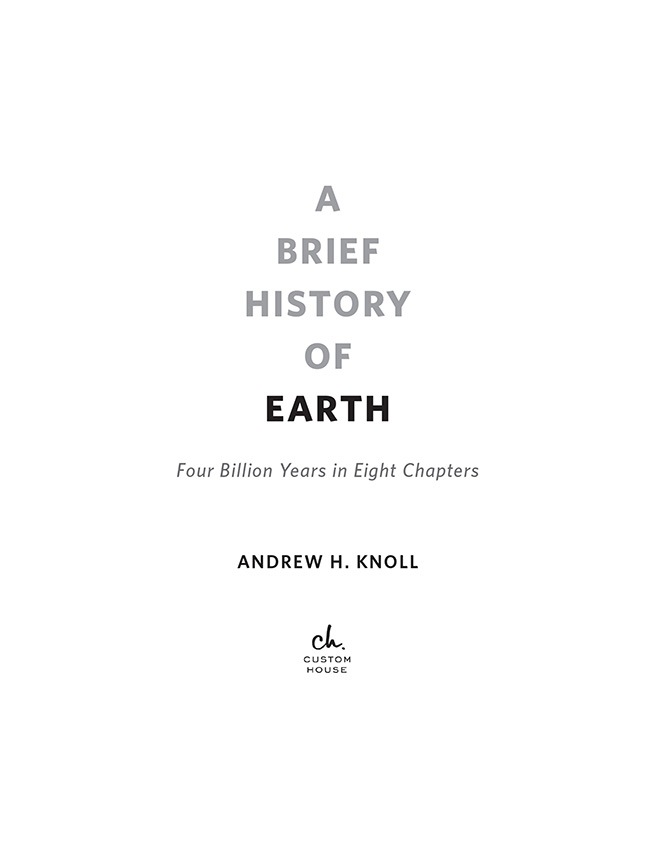 A
BRIEF
HISTORY
OF
EARTH
Four Billion Years in Eight Chapters
ANDREW H. KNOLL
ch.
CUSTOM
HOUSE